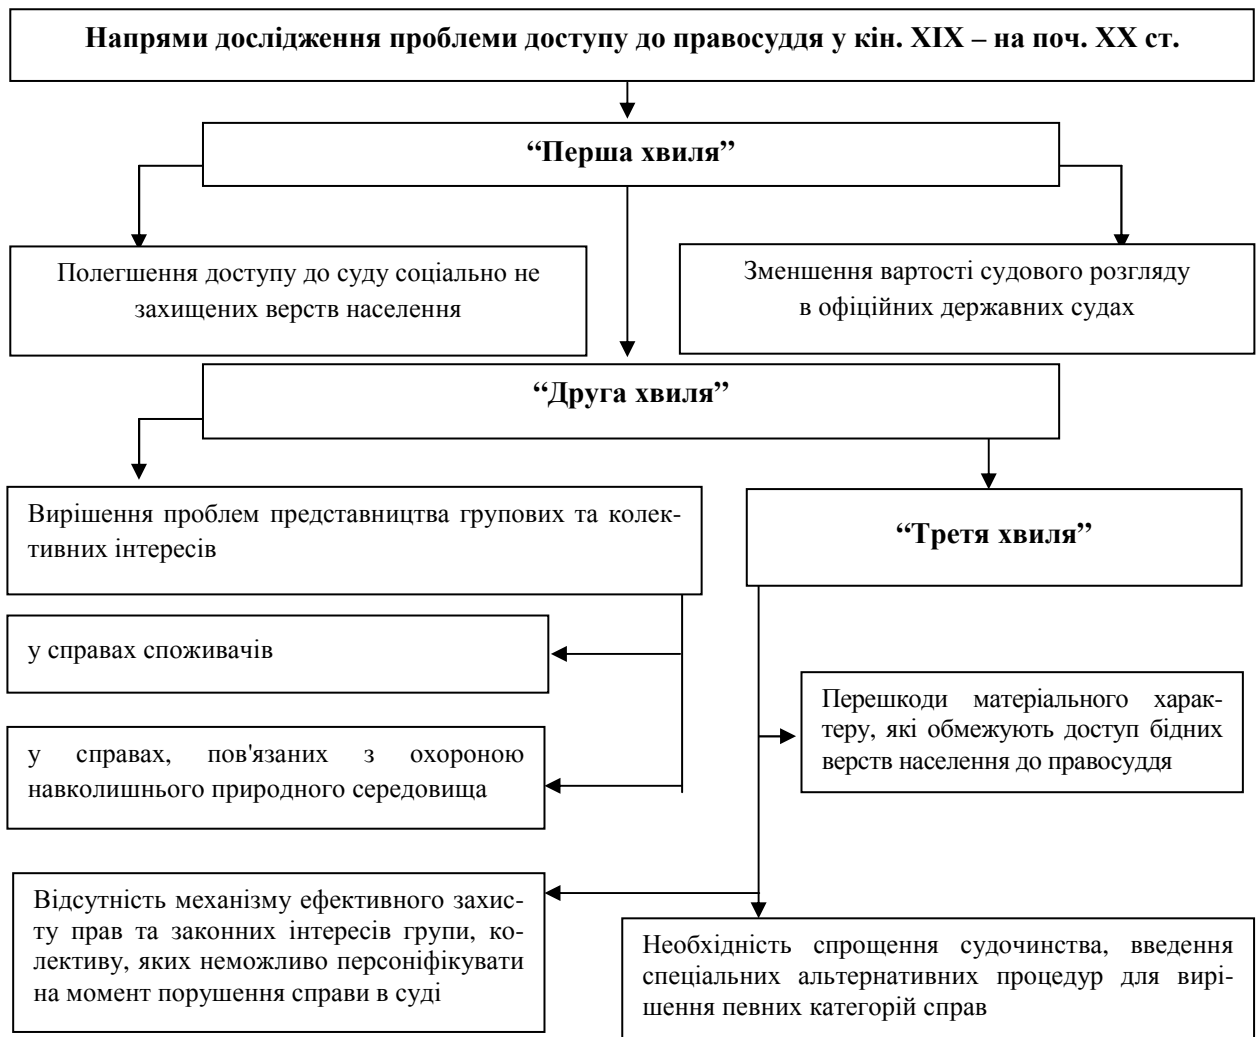 Напрями дослідження проблеми доступу до правосуддя у кін. XIX – на поч. XX ст.
“Перша хвиля”
Полегшення доступу до суду соціально не
захищених верств населення
Зменшення вартості судового розгляду
в офіційних державних судах
“Друга хвиля”
Вирішення проблем представництва групових та колек-
тивних інтересів
“Третя хвиля”
у справах споживачів
у справах, пов'язаних з охороною
навколишнього природного середовища
Перешкоди матеріального харак-
теру, які обмежують доступ бідних
верств населення до правосуддя
Відсутність механізму ефективного захис-
ту прав та законних інтересів групи, ко-
лективу, яких неможливо персоніфікувати
на момент порушення справи в суді
Необхідність спрощення судочинства, введення
спеціальних альтернативних процедур для вирі-
шення певних категорій справ